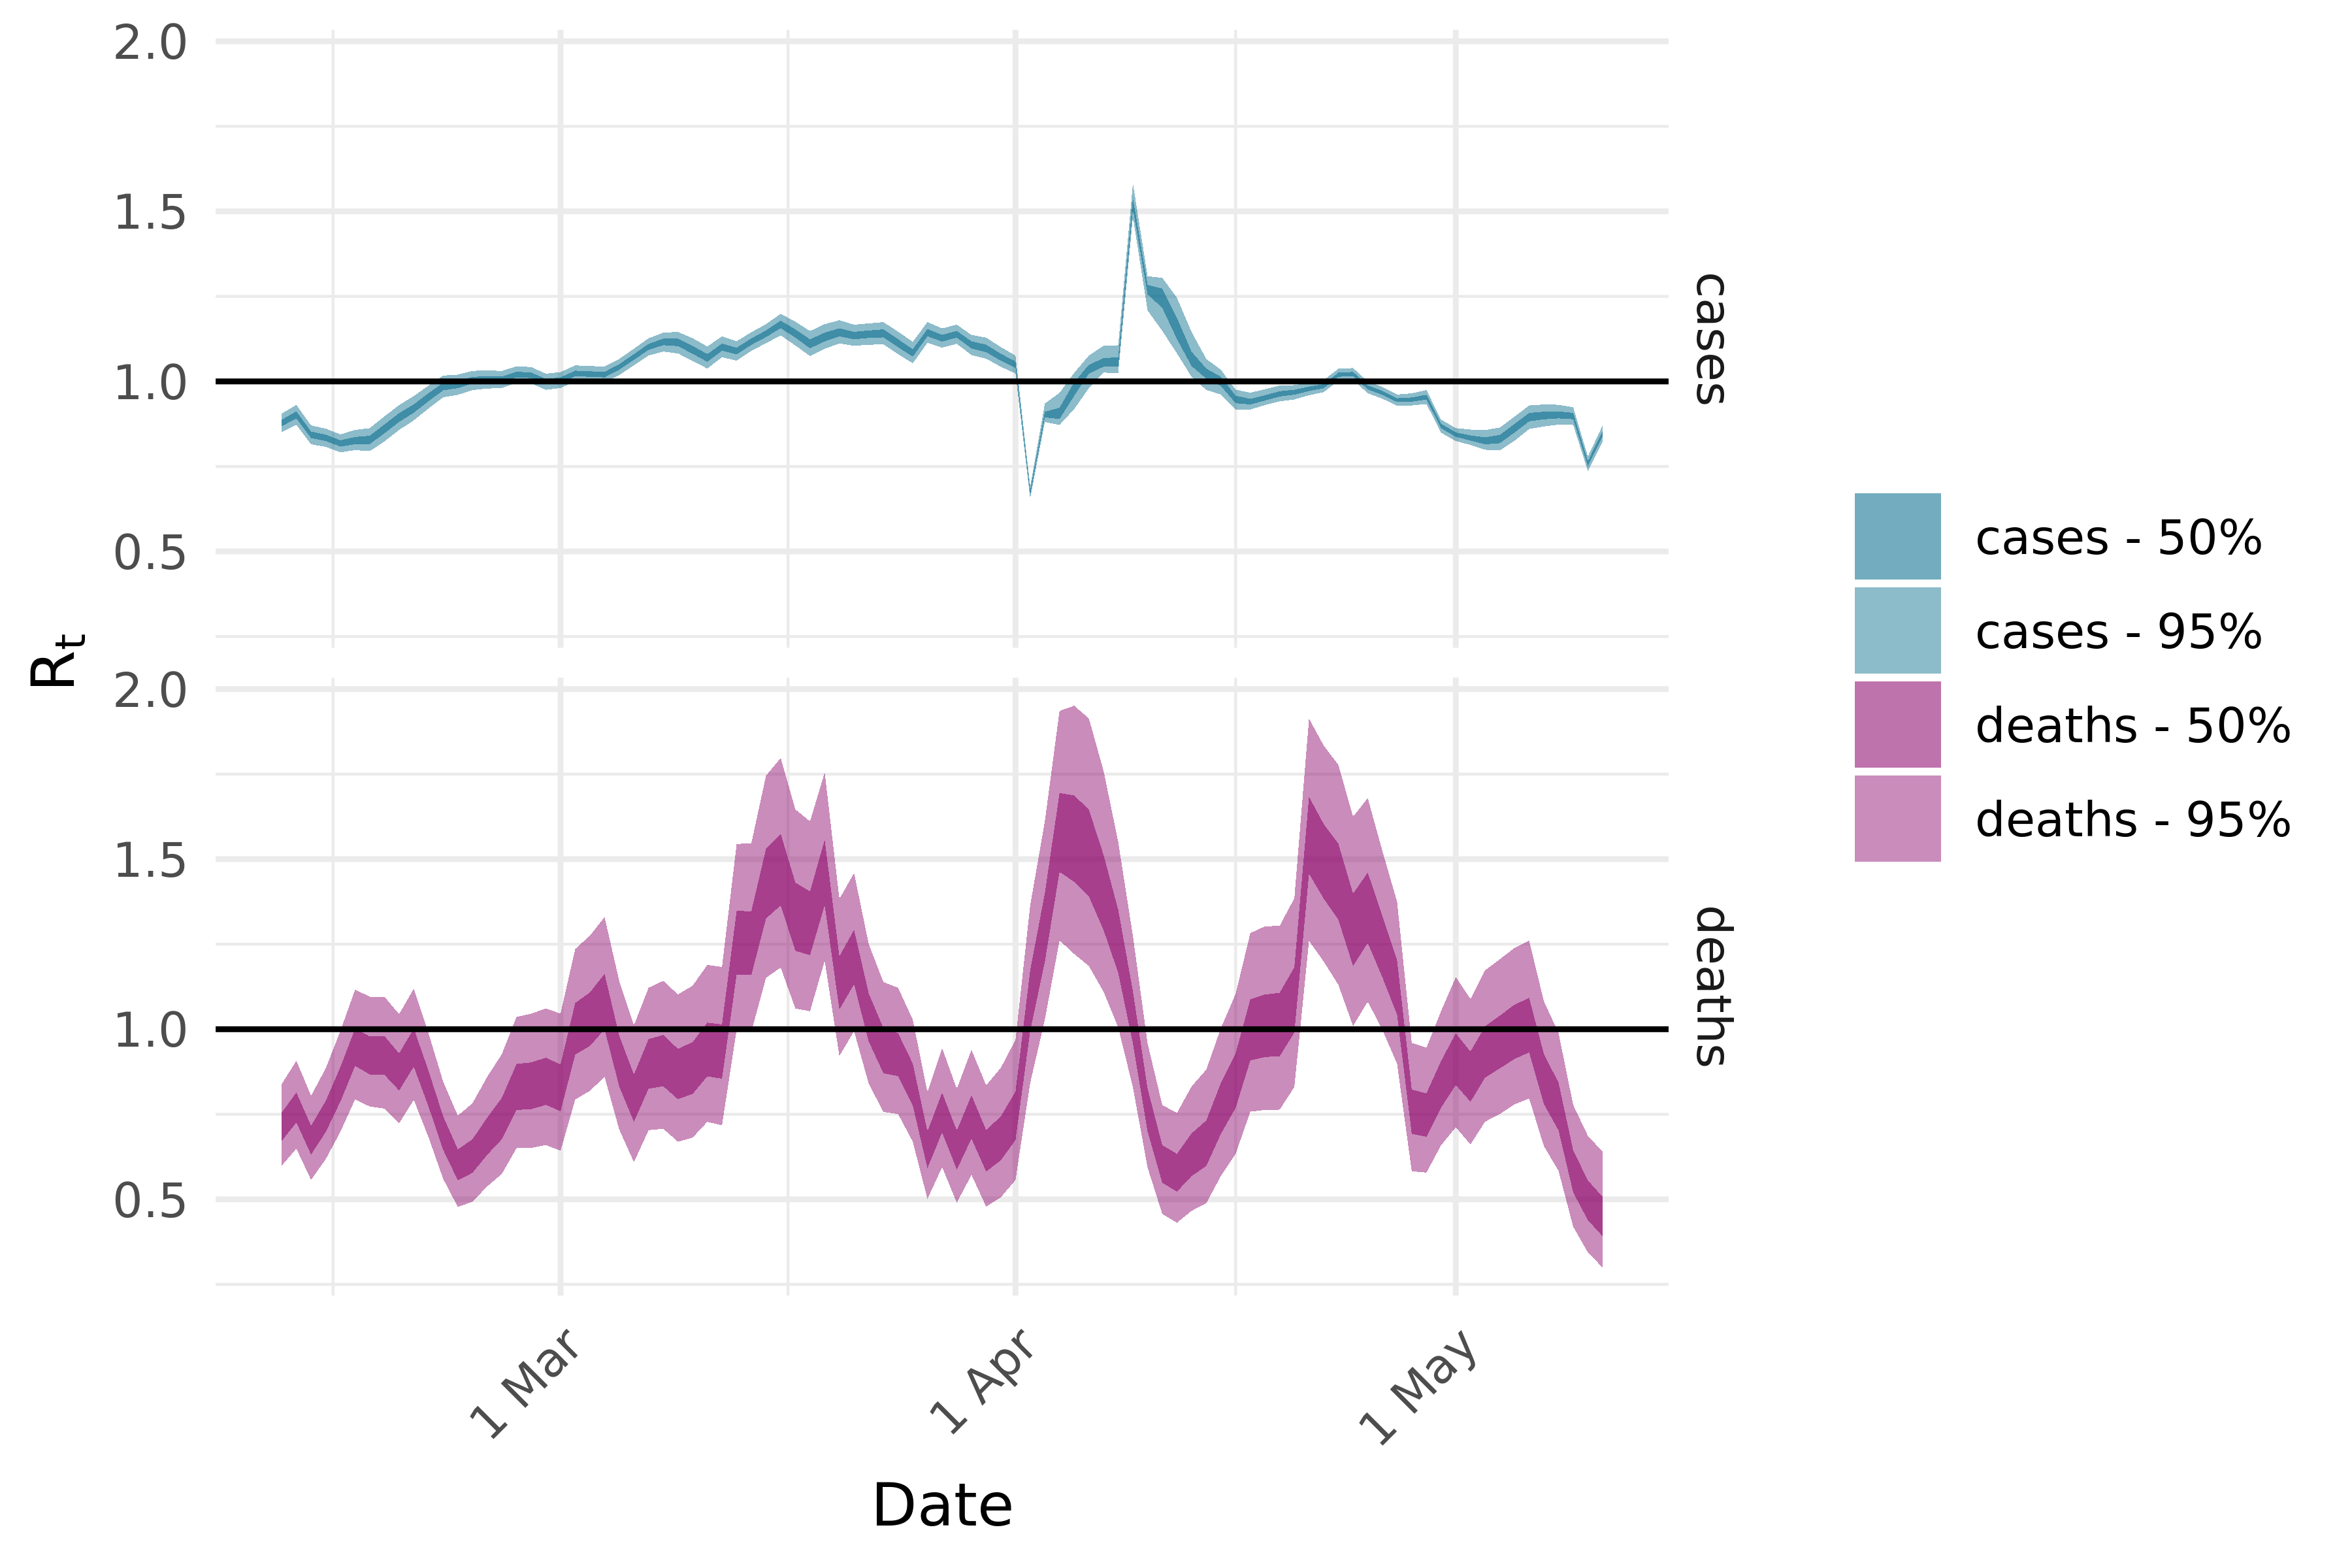 2.0
1.5
1.0
0.5
cases
2.0
1.5
1.0
0.5
deaths
Rt
1 Mar
1 Apr
1 May
Date
cases - 50%
cases - 95%
deaths - 50%
deaths - 95%